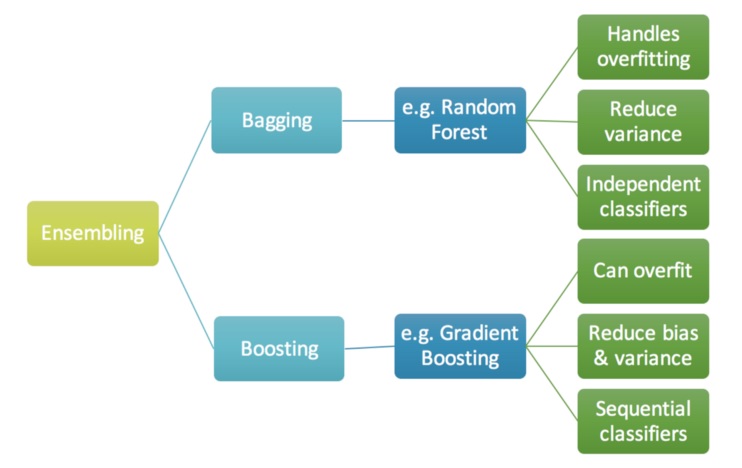 Ensembling
Bagging
e.g. Random
Forest
Handles
overfitting
Reduce
variance
Independent
classifiers
Boosting
e.g. Gradient
Boosting
Can overfit
Reduce bias
& variance
Sequential
classifiers